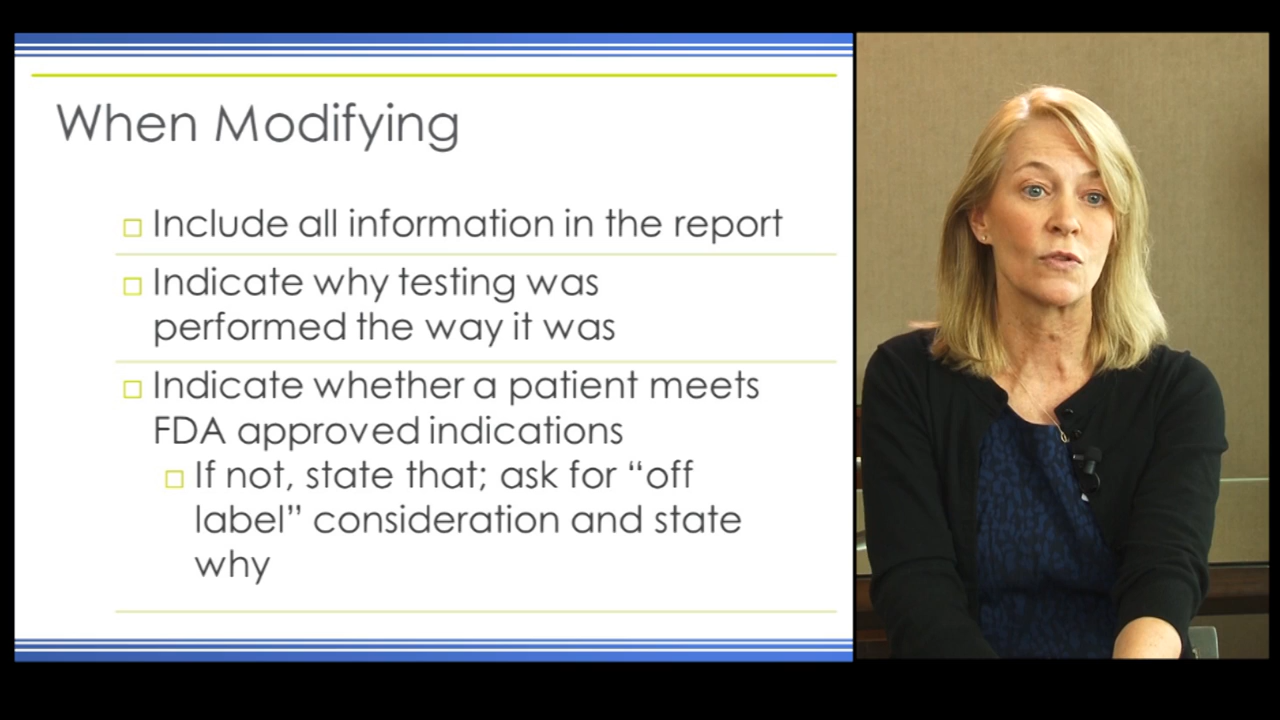 When Modifying
Include all information in the report
Indicate why testing was
performed the way it was
Indicate whether a patient meets
FDA approved indications
If not, state that; ask for “off
label” consideration and state
why